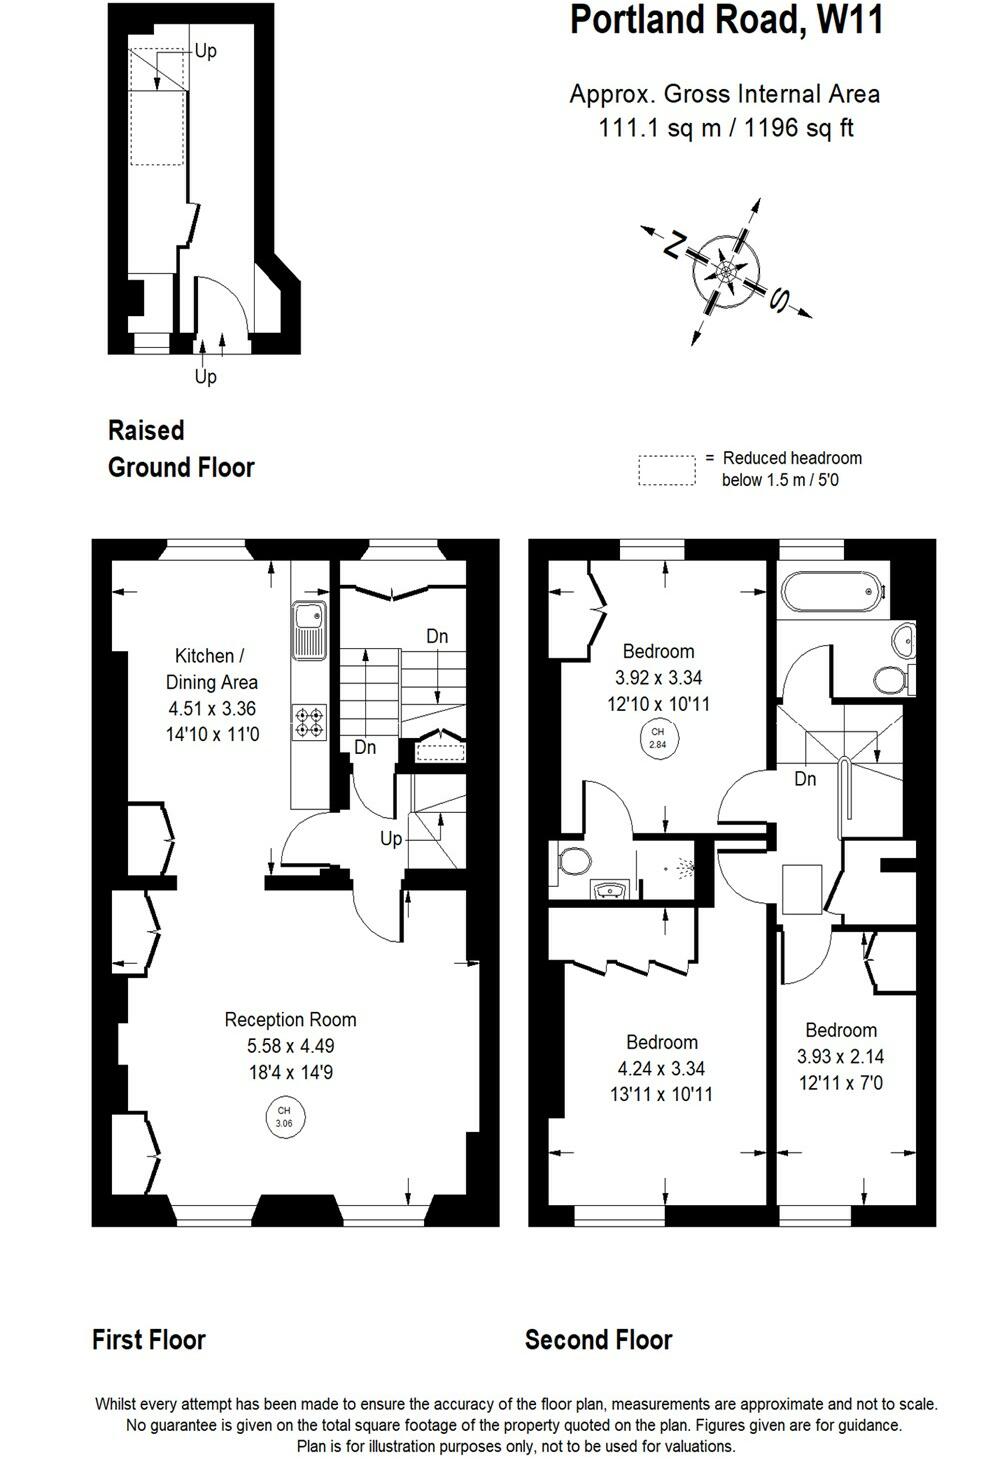 Portland Road, W11
Approx. Gross Internal Area
111.1 sq m / 1196 sq ft
Up
N
S
Up
Raised
Ground Floor
= Reduced headroom
below 1.5 m / 5'0
Kitchen /
Dining Area
4.51 x 3.36
14'10 x 11'0
Dn
Dn
Up
Reception Room
5.58 x 4.49
18'4 x 14'9
CH
3.06
Bedroom
3.92 x 3.34
12'10 x 10'11
CH
2.84
Dn
Bedroom
4.24 x 3.34
13'11 x 10'11
Bedroom
3.93 x 2.14
12'11 x 7'0
First Floor
Second Floor
Whilst every attempt has been made to ensure the accuracy of the floor plan, measurements are approximate and not to scale.
No guarantee is given on the total square footage of the property quoted on the plan. Figures given are for guidance.
Plan is for illustration purposes only, not to be used for valuations.